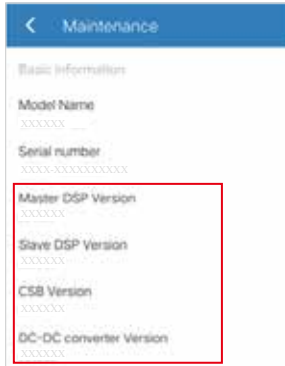 Maintenance
Basic Information
Model Name
XXXXXX
Serial number
XXXX-XXXXXXXXXX
Master DSP Version
XXXXXX
Slave DSP Version
XXXXXX
CSB Version
XXXXXX
DC-DC converter Version
XXXXXX